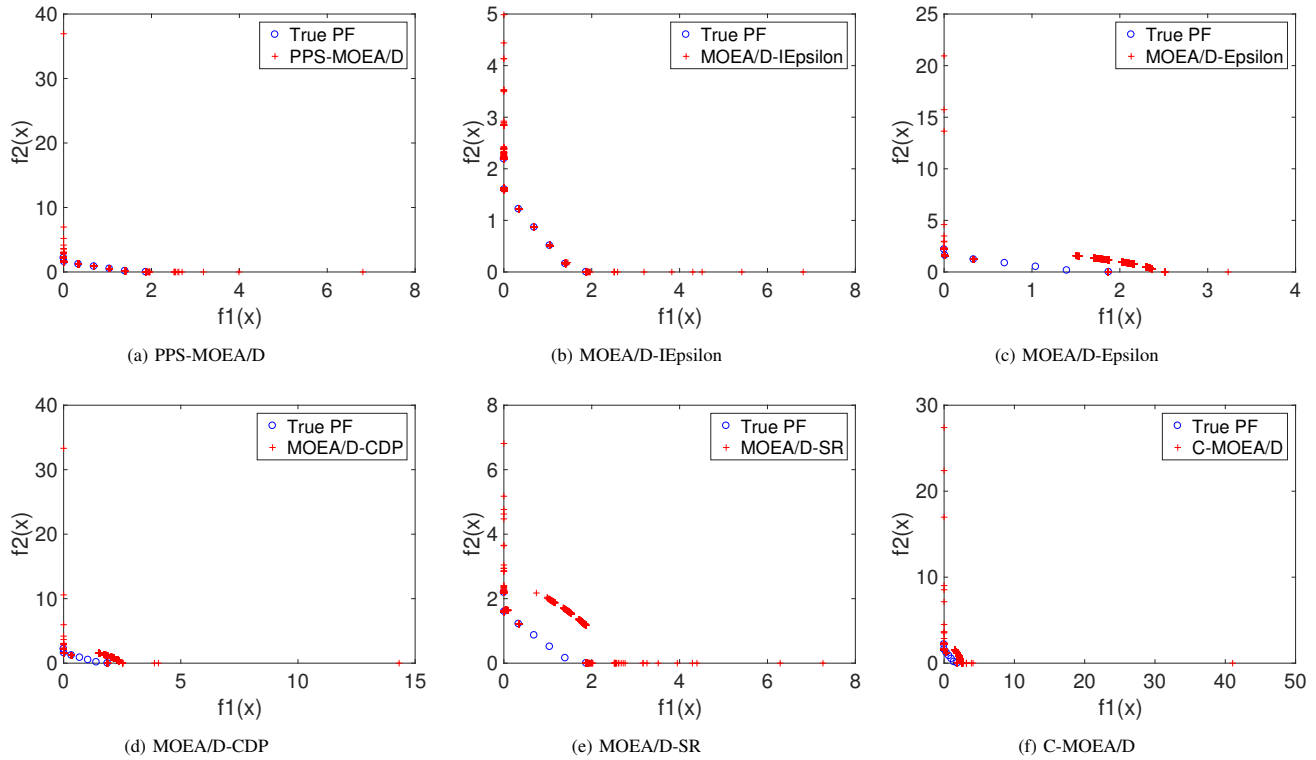 40
30
20
10
0
f2(x)
0 2 4 6 8
f1(x)
True PF
PPS-MOEA/D
(a) PPS-MOEA/D
5
4
3
2
1
0
f2(x)
0 2 4 6 8
f1(x)
True PF
MOEA/D-IEpsilon
(b) MOEA/D-IEpsilon
25
20
15
10
5
0
f2(x)
0 1 2 3 4
f1(x)
True PF
MOEA/D-Epsilon
(c) MOEA/D-Epsilon
40
30
20
10
0
f2(x)
0 5 10 15
f1(x)
True PF
MOEA/D-CDP
(d) MOEA/D-CDP
8
6
4
2
0
f2(x)
0 2 4 6 8
f1(x)
True PF
MOEA/D-SR
(e) MOEA/D-SR
30
25
20
15
10
5
0
f2(x)
0 10 20 30 40 50
f1(x)
True PF
C-MOEA/D
(f) C-MOEA/D